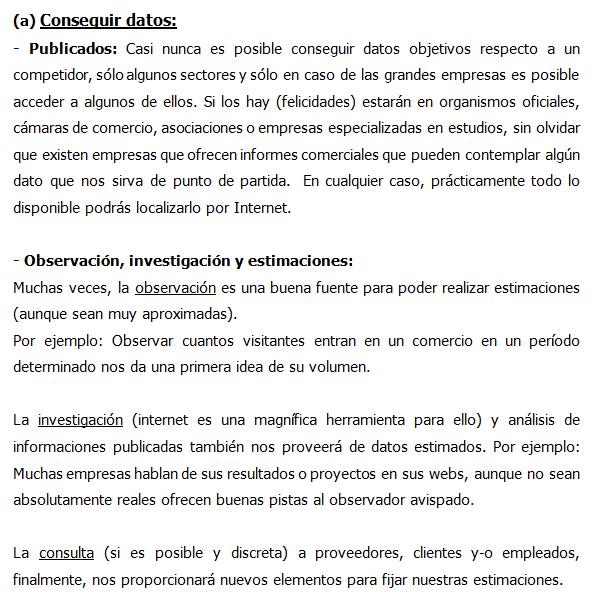 (a) Conseguir datos:
- Publicados: Casi nunca es posible conseguir datos objetivos respecto a un
competidor, sólo algunos sectores y sólo en caso de las grandes empresas es posible
acceder a algunos de ellos. Si los hay (felicidades) estarán en organismos oficiales,
cámaras de comercio, asociaciones o empresas especializadas en estudios, sin olvidar
que existen empresas que ofrecen informes comerciales que pueden contemplar algún
dato que nos sirva de punto de partida. En cualquier caso, prácticamente todo lo
disponible podrás localizarlo por Internet.
- Observación, investigación y estimaciones:
Muchas veces, la observación es una buena fuente para poder realizar estimaciones
(aunque sean muy aproximadas).
Por ejemplo: Observar cuantos visitantes entran en un comercio en un período
determinado nos da una primera idea de su volumen.
La investigación (internet es una magnífica herramienta para ello) y análisis de
informaciones publicadas también nos proveerá de datos estimados. Por ejemplo:
Muchas empresas hablan de sus resultados o proyectos en sus webs, aunque no sean
absolutamente reales ofrecen buenas pistas al observador avispado.
La consulta (si es posible y discreta) a proveedores, clientes y-o empleados,
finalmente, nos proporcionará nuevos elementos para fijar nuestras estimaciones.